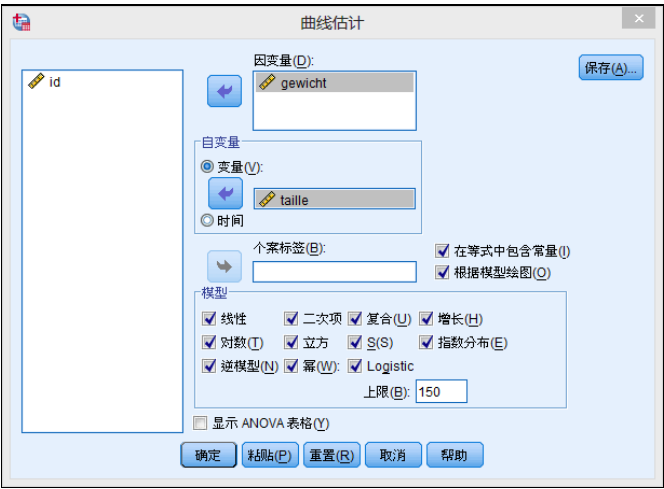 曲线估计
id
因变量(D):
gewicht
保存(A)...
自变量
变量(V):
taille
时间
个案标签(B):
在等式中包含常量(I)
根据模型绘图(O)
模型
线性 二次项 复合(U) 增长(H)
对数(T) 立方 S(S) 指数分布(E)
逆模型(N) 幂(W): Logistic
上限(B): 150
显示 ANOVA 表格(Y)
确定 粘贴(P) 重置(R) 取消 帮助